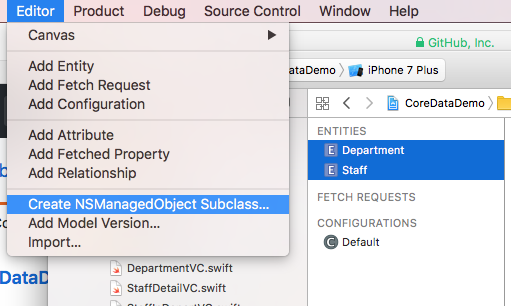 Editor Product Debug Source Control Window Help
Canvas
Add Entity
Add Fetch Request
Add Configuration
Add Attribute
Add Fetched Property
Add Relationship
Create NSManagedObject Subclass...
Add Model Version...
Import...
DepartmentVC.swift
StaffDetailVC.swift
GitHub, Inc.
iPhone 7 Plus
CoreDataDemo
ENTITIES
E Department
E Staff
FETCH REQUESTS
CONFIGURATIONS
C Default